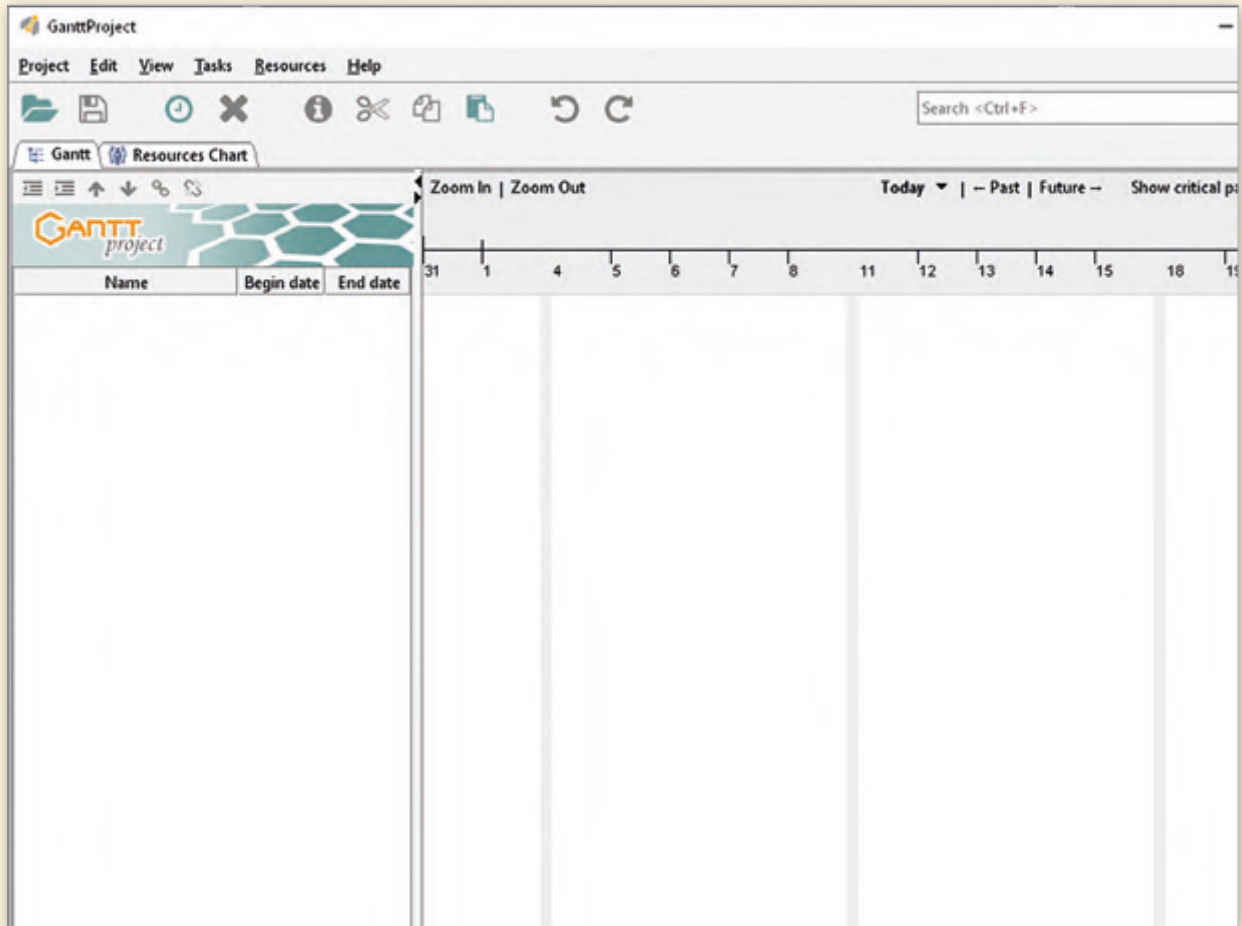 GanttProject
Project Edit View Tasks Resources Help
Search <Ctrl+F>
Gantt Resources Chart
Zoom In | Zoom Out Today | ← Past | Future → Show critical
GANTT
project
Name Begin date End date
31 1 4 5 6 7 8 11 12 13 14 15 18